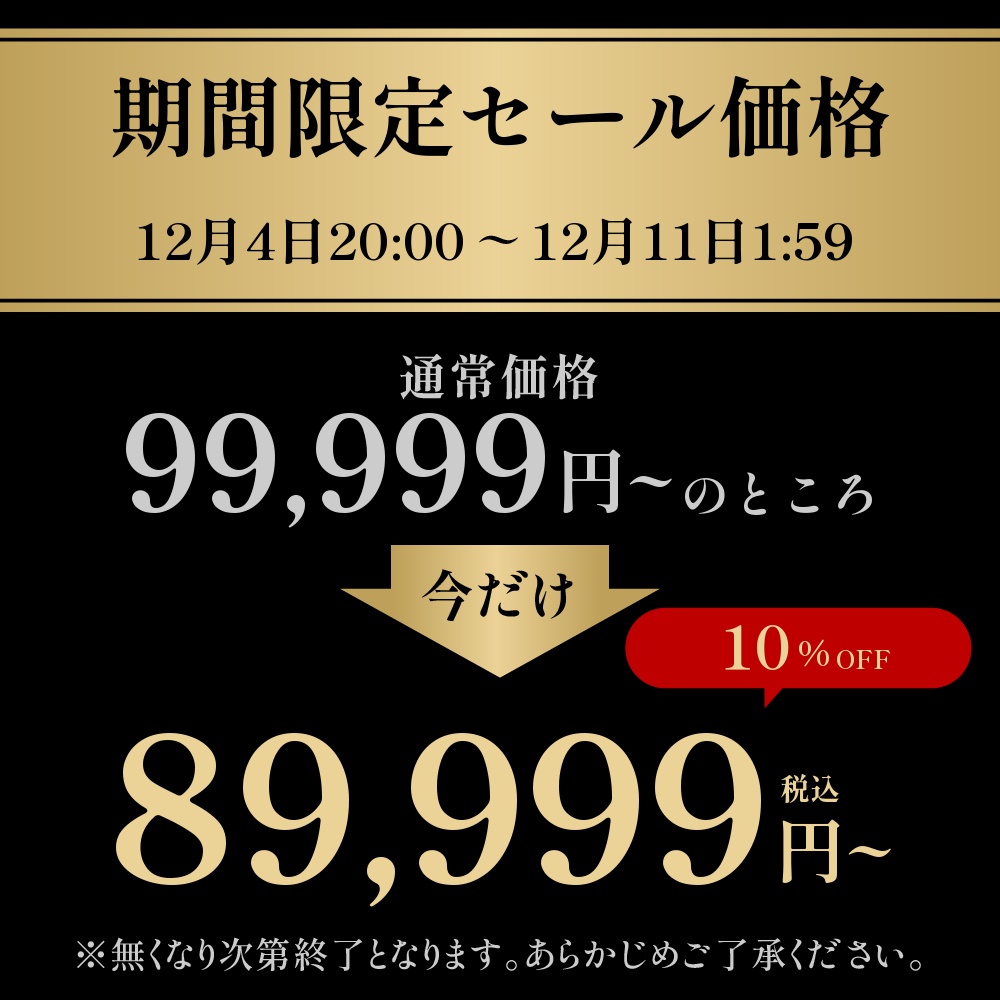 期間限定セール価格
12月4日20:00 ～ 12月11日1:59
通常価格
99,999円～のところ
今だけ
10％OFF
89,999
税込
円～
※無くなり次第終了となります。あらかじめご了承ください。